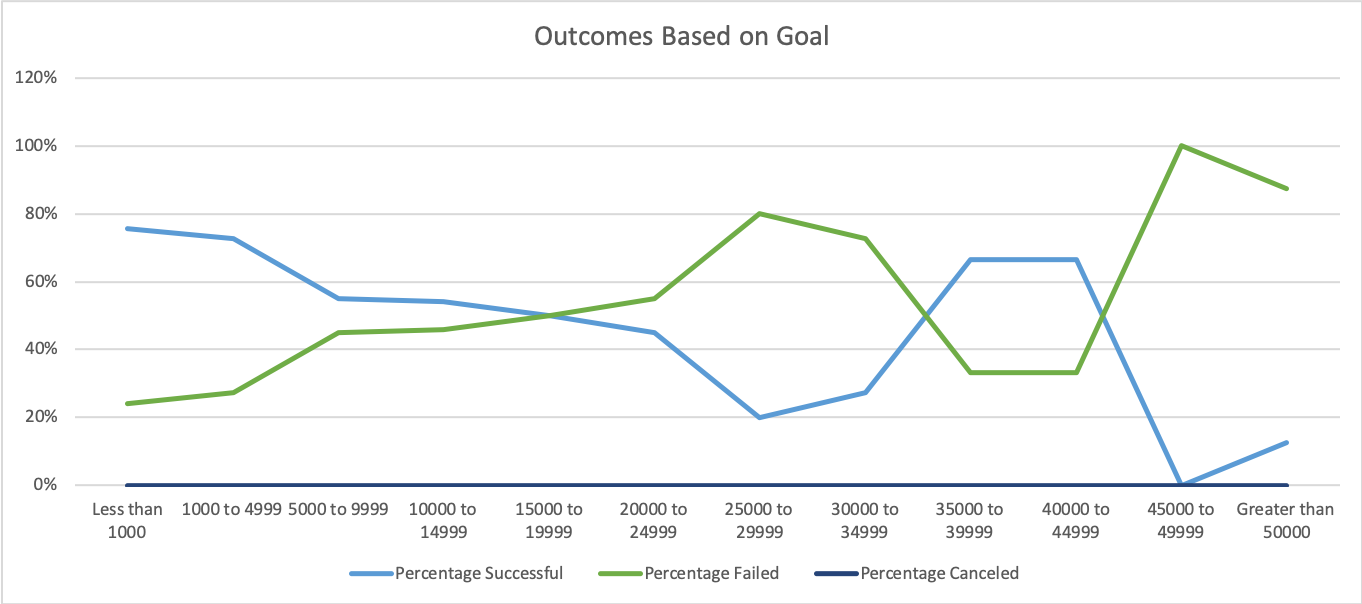 Outcomes Based on Goal
120%
100%
80%
60%
40%
20%
0%
Less than 1000
1000 to 4999
5000 to 9999
10000 to 14999
15000 to 19999
20000 to 24999
25000 to 29999
30000 to 34999
35000 to 39999
40000 to 44999
45000 to 49999
Greater than 50000
Percentage Successful
Percentage Failed
Percentage Canceled